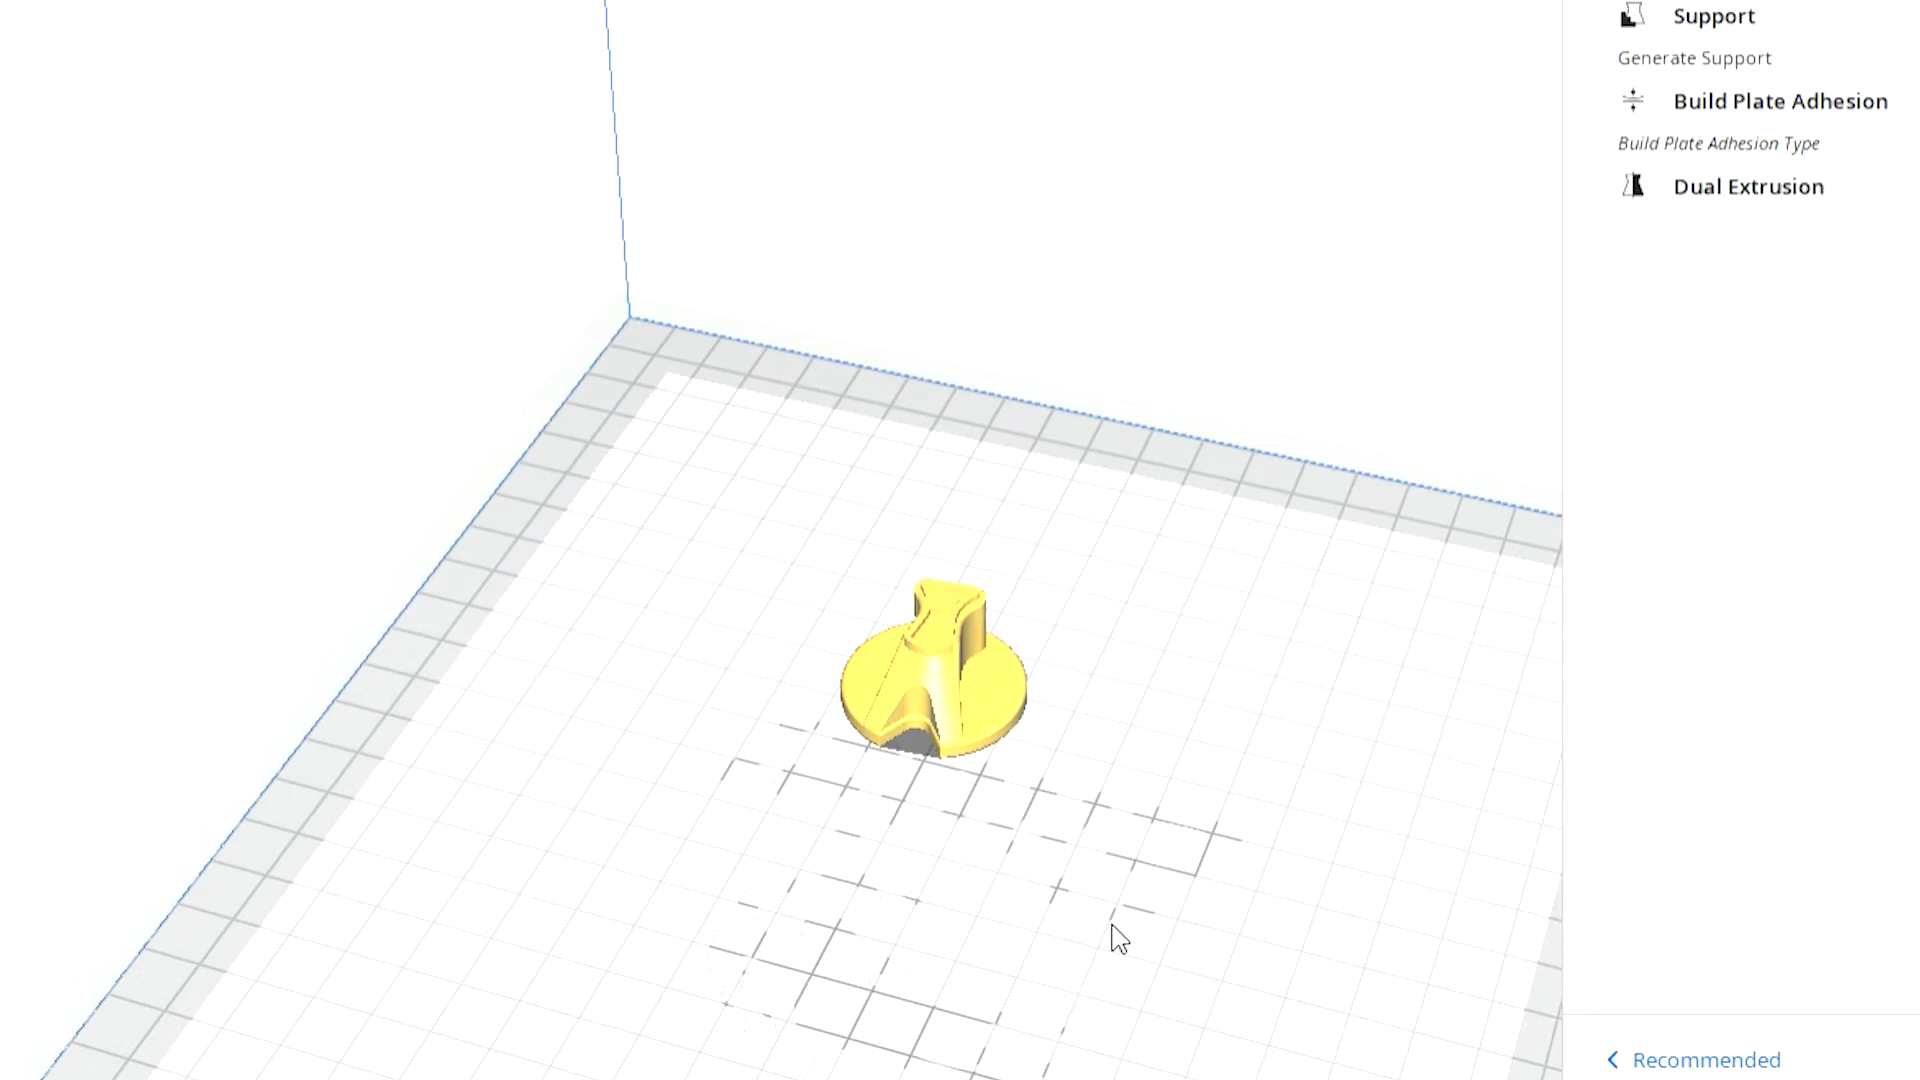 Support
Generate Support
Build Plate Adhesion
Build Plate Adhesion Type
Dual Extrusion
Recommended